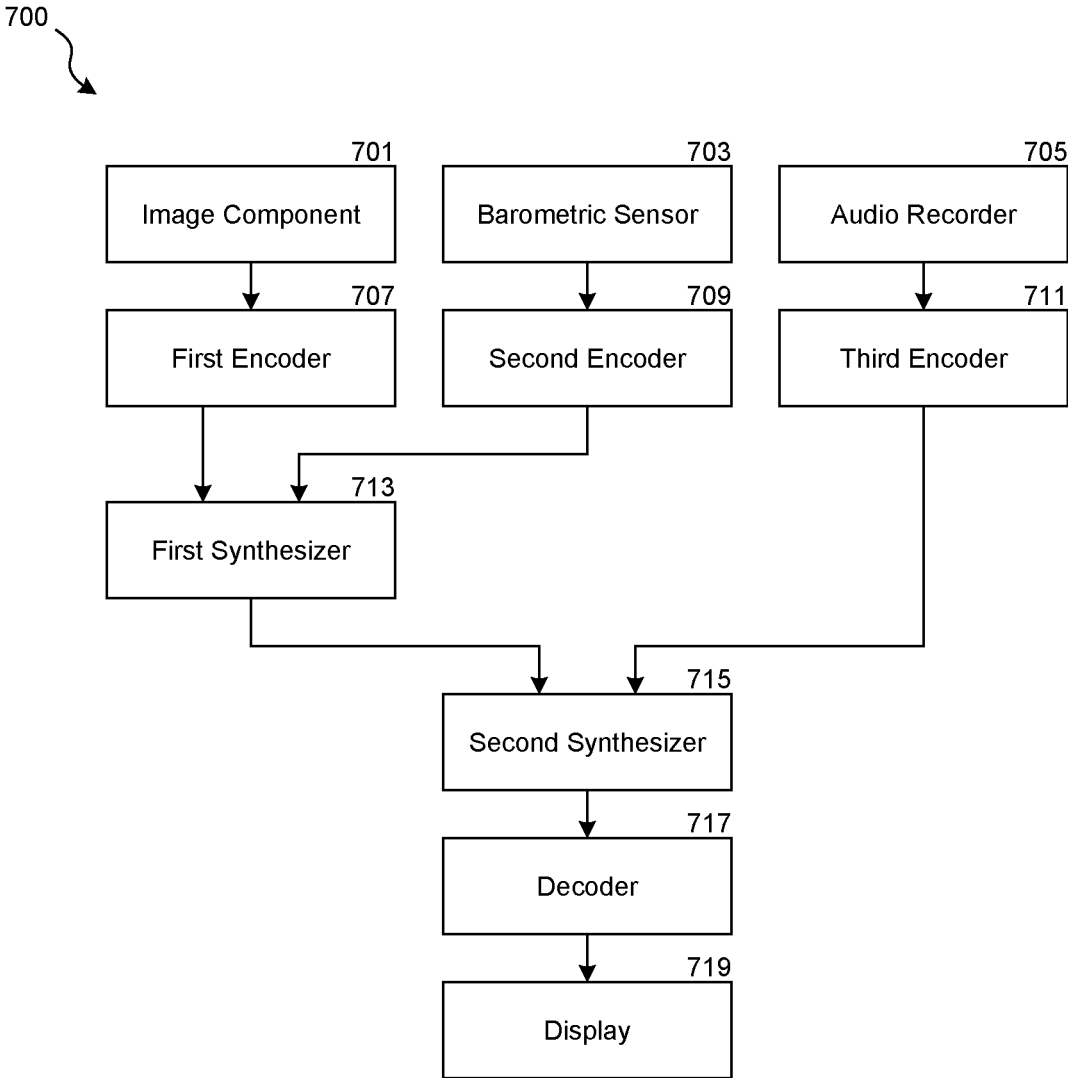 700
701
Image Component
703
Barometric Sensor
705
Audio Recorder
707
First Encoder
709
Second Encoder
711
Third Encoder
713
First Synthesizer
715
Second Synthesizer
717
Decoder
719
Display